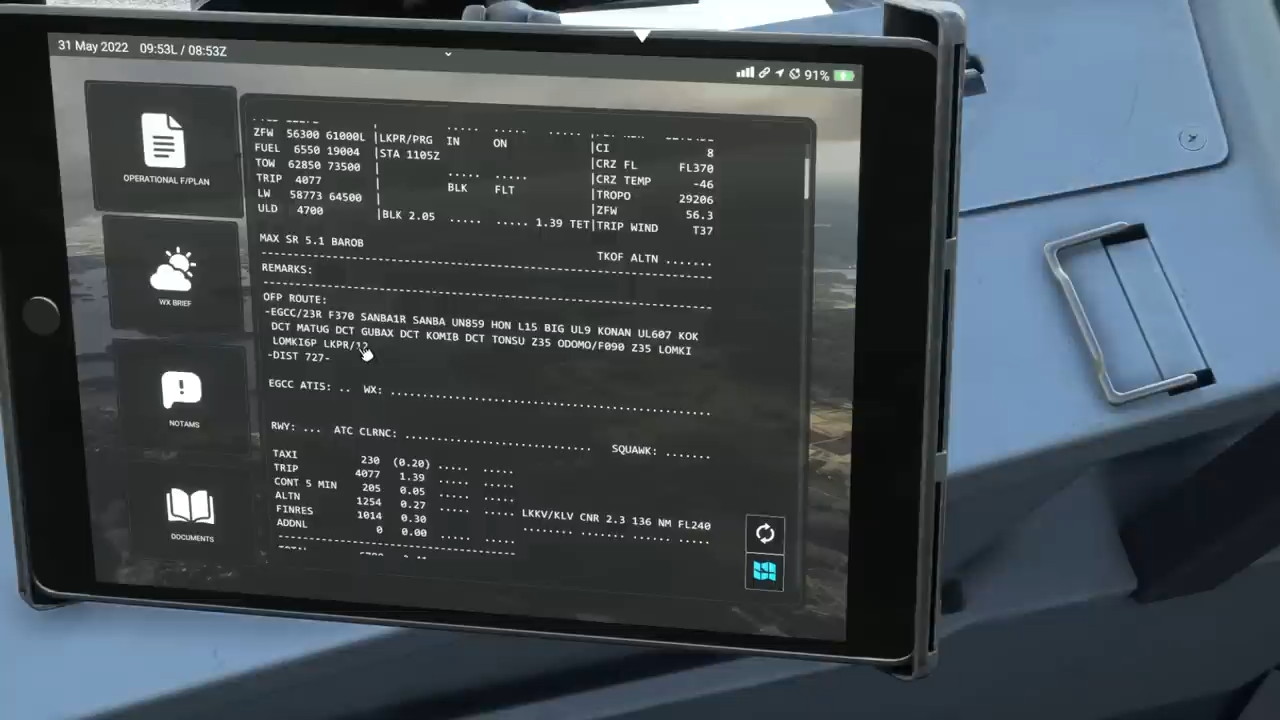 31 May 2022 09:53L / 08:53Z
91%
OPERATIONAL F/PLAN
WX BRIEF
NOTAMS
DOCUMENTS
ZFW 56300 61000L |LKPR/PRG IN ON |CI 8
FUEL 6550 19004 |STA 1105Z |CRZ FL FL370
TOW 62850 73500 | ..... ..... |CRZ TEMP -46
TRIP 4077 | BLK FLT |TROPO 29206
LW 58773 64500 | |ZFW 56.3
ULD 4700 |BLK 2.05 ..... ..... 1.39 TET|TRIP WIND T37
MAX SR 5.1 BAROB TKOF ALTN .......
REMARKS:
OFP ROUTE:
-EGCC/23R F370 SANBA1R SANBA UN859 HON L15 BIG UL9 KONAN UL607 KOK
DCT MATUG DCT GUBAX DCT KOMIB DCT TONSU Z35 ODOMO/F090 Z35 LOMKI
LOMKI6P LKPR/12
-DIST 727-
EGCC ATIS: .. WX: ..................................................
RWY: ... ATC CLRNC: ............................. SQUAWK: .......
TAXI 230 (0.20) ..... .....
TRIP 4077 1.39 ..... .....
CONT 5 MIN 205 0.05 ..... .....
ALTN 1254 0.27 ..... ..... LKKV/KLV CNR 2.3 136 NM FL240
FINRES 1014 0.30
ADDNL 0 0.00 ..... .....